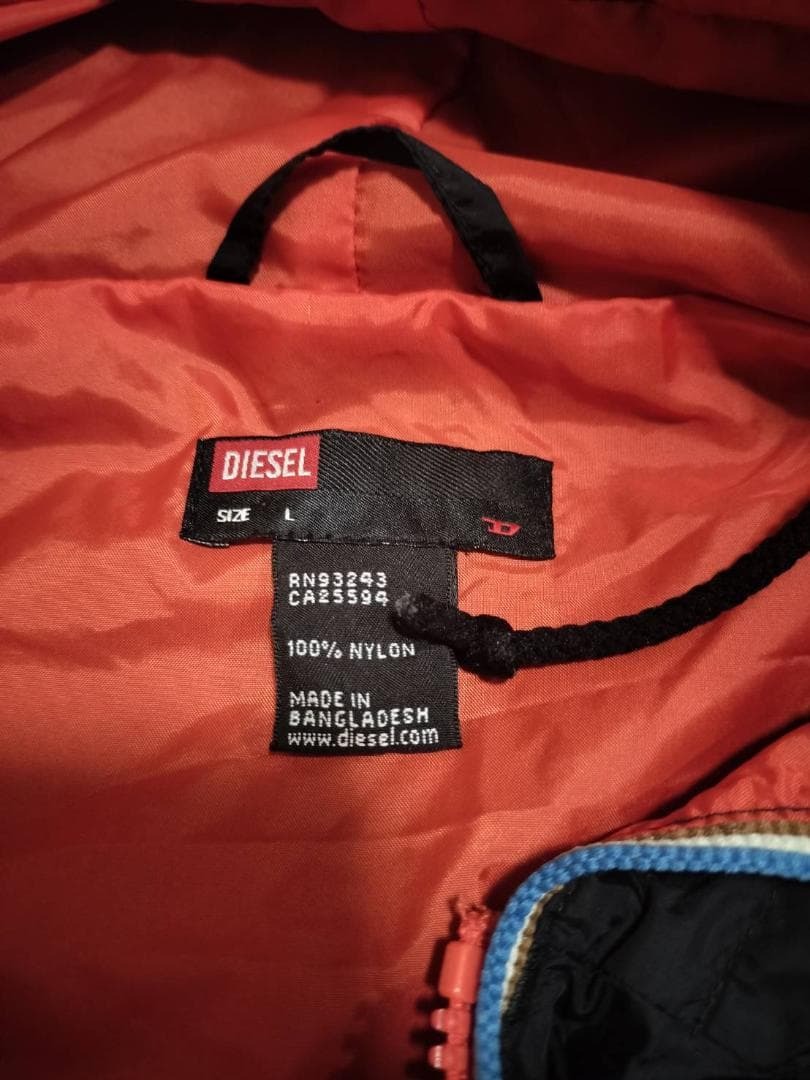 DIESEL
SIZE L
D
RN93243
CA25594
100% NYLON
MADE IN
BANGLADESH
www.diesel.com